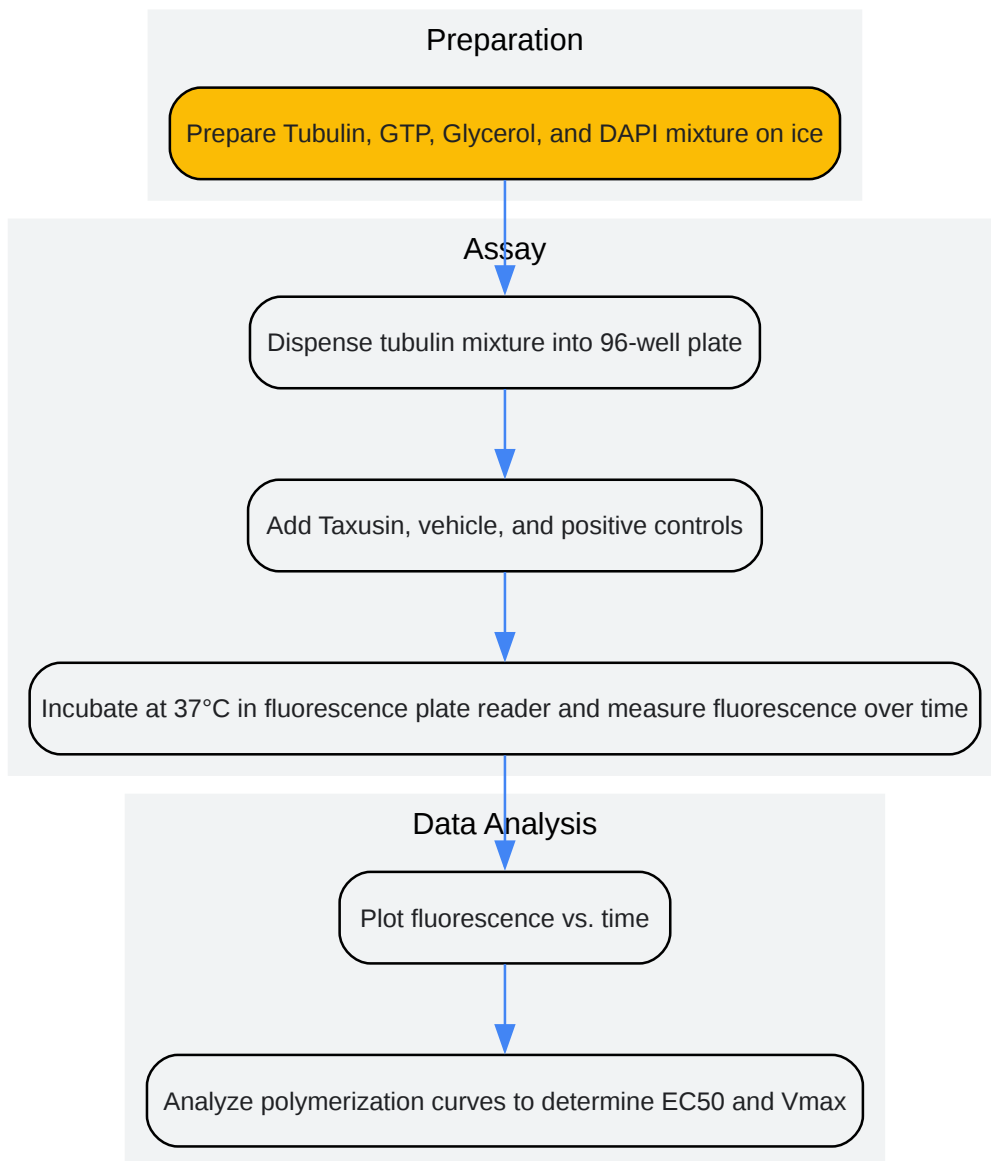 Preparation
Prepare Tubulin, GTP, Glycerol, and DAPI mixture on ice
Assay
Dispense tubulin mixture into 96-well plate
Add Taxusin, vehicle, and positive controls
Incubate at 37°C in fluorescence plate reader and measure fluorescence over time
Data Analysis
Plot fluorescence vs. time
Analyze polymerization curves to determine EC50 and Vmax